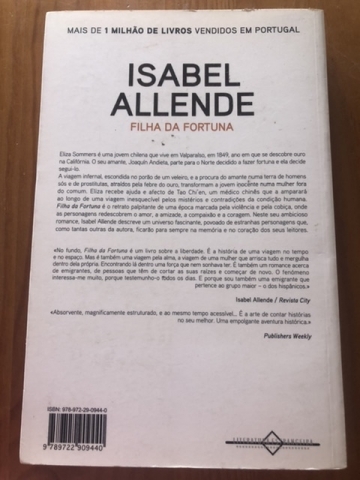 MAIS DE 1 MILHÃO DE LIVROS VENDIDOS EM PORTUGAL
ISABEL
ALLENDE
FILHA DA FORTUNA
Eliza Sommers é uma jovem chilena que vive em Valparaíso, em 1849, ano em que se descobre ouro
na Califórnia. O seu amante, Joaquín Andieta, parte para o Norte decidido a fazer fortuna e ela decide
segui-lo.
A viagem infernal, escondida no porão de um veleiro, e a procura do amante numa terra de homens
sós e de prostitutas, atraídos pela febre do ouro, transformam a jovem inocente numa mulher fora
do comum. Eliza recebe ajuda e afecto de Tao Chi'en, um médico chinês que a amparará
ao longo de uma viagem inesquecível pelos mistérios e contradições da condição humana.
Filha da Fortuna é o retrato palpitante de uma época marcada pela violência e pela cobiça, onde
as personagens redescobrem o amor, a amizade, a compaixão e a coragem. Neste seu ambicioso
romance, Isabel Allende descreve um universo fascinante, povoado de estranhas personagens que,
como tantas outras da autora, ficarão para sempre na memória e no coração dos seus leitores.
«No fundo, Filha da Fortuna é um livro sobre a liberdade. É a história de uma viagem no tempo
e no espaço. Mas é também uma viagem pela alma, a viagem de uma mulher que arrisca tudo e mergulha
dentro dela própria. Encontrando lá dentro uma força que nem sonhava ter. É também um romance acerca
de emigrantes, de pessoas que têm de cortar as suas raízes e começar de novo. O fenómeno
interessa-me muito, porque testemunho-o todos os dias. E porque sou também uma emigrante que
pertence ao grupo maior – o dos hispânicos.»
Isabel Allende / Revista City
«Absorvente, magnificamente estruturado, e ao mesmo tempo acessível... É a arte de contar histórias
no seu melhor. Uma empolgante aventura histórica.»
Publishers Weekly
ISBN: 978-972-29-0944-0
9 789722 909440